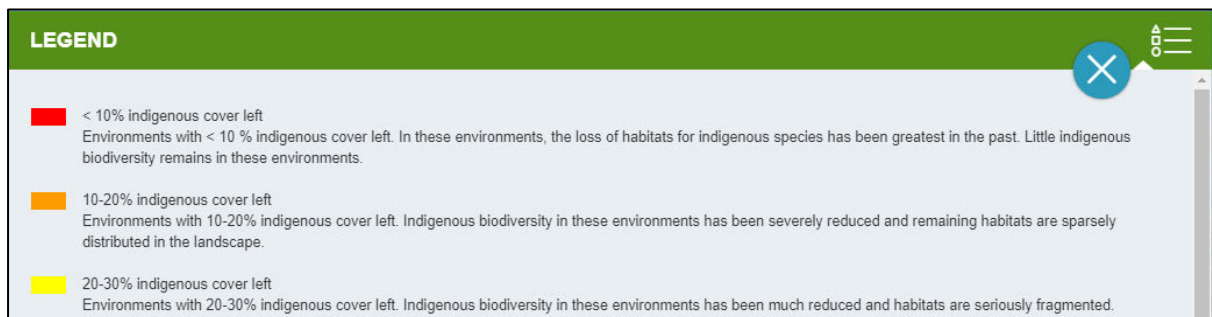 LEGEND
< 10% indigenous cover left
Environments with < 10 % indigenous cover left. In these environments, the loss of habitats for indigenous species has been greatest in the past. Little indigenous
biodiversity remains in these environments.
10-20% indigenous cover left
Environments with 10-20% indigenous cover left. Indigenous biodiversity in these environments has been severely reduced and remaining habitats are sparsely
distributed in the landscape.
20-30% indigenous cover left
Environments with 20-30% indigenous cover left. Indigenous biodiversity in these environments has been much reduced and habitats are seriously fragmented.